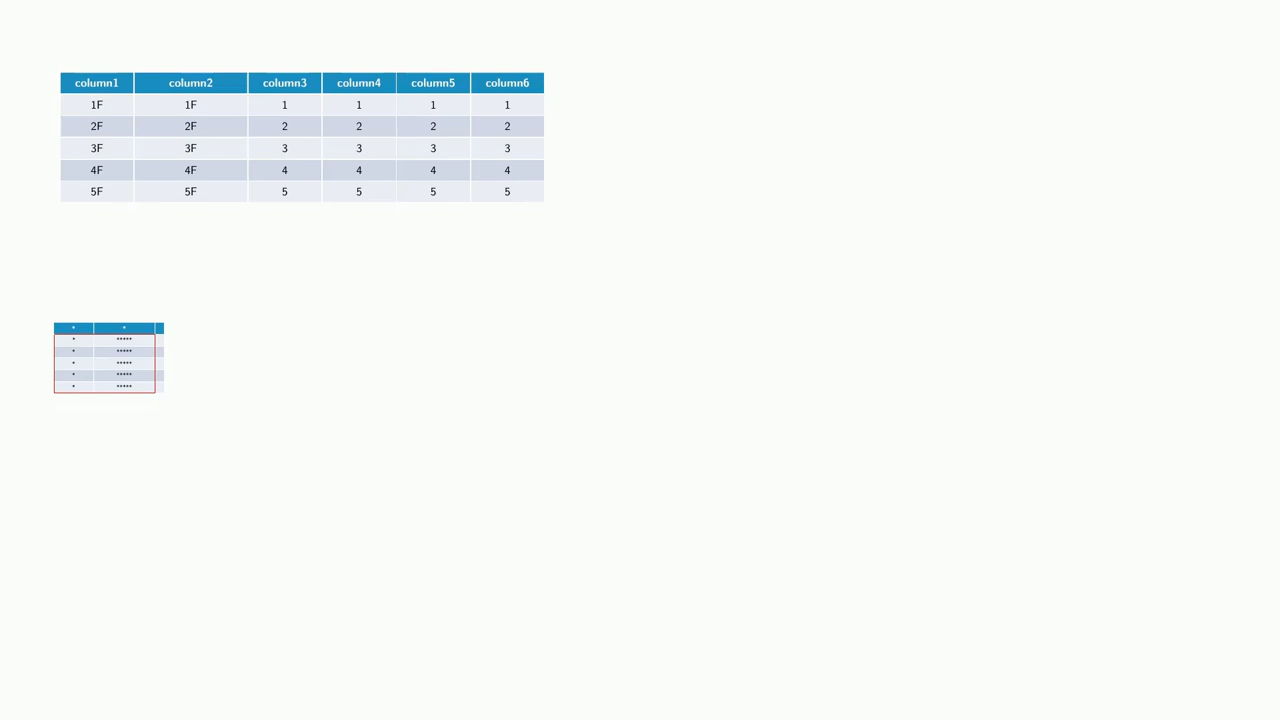 column1 column2 column3 column4 column5 column6
1F 1F 1 1 1 1
2F 2F 2 2 2 2
3F 3F 3 3 3 3
4F 4F 4 4 4 4
5F 5F 5 5 5 5
* *
* *****
* *****
* *****
* *****
* *****